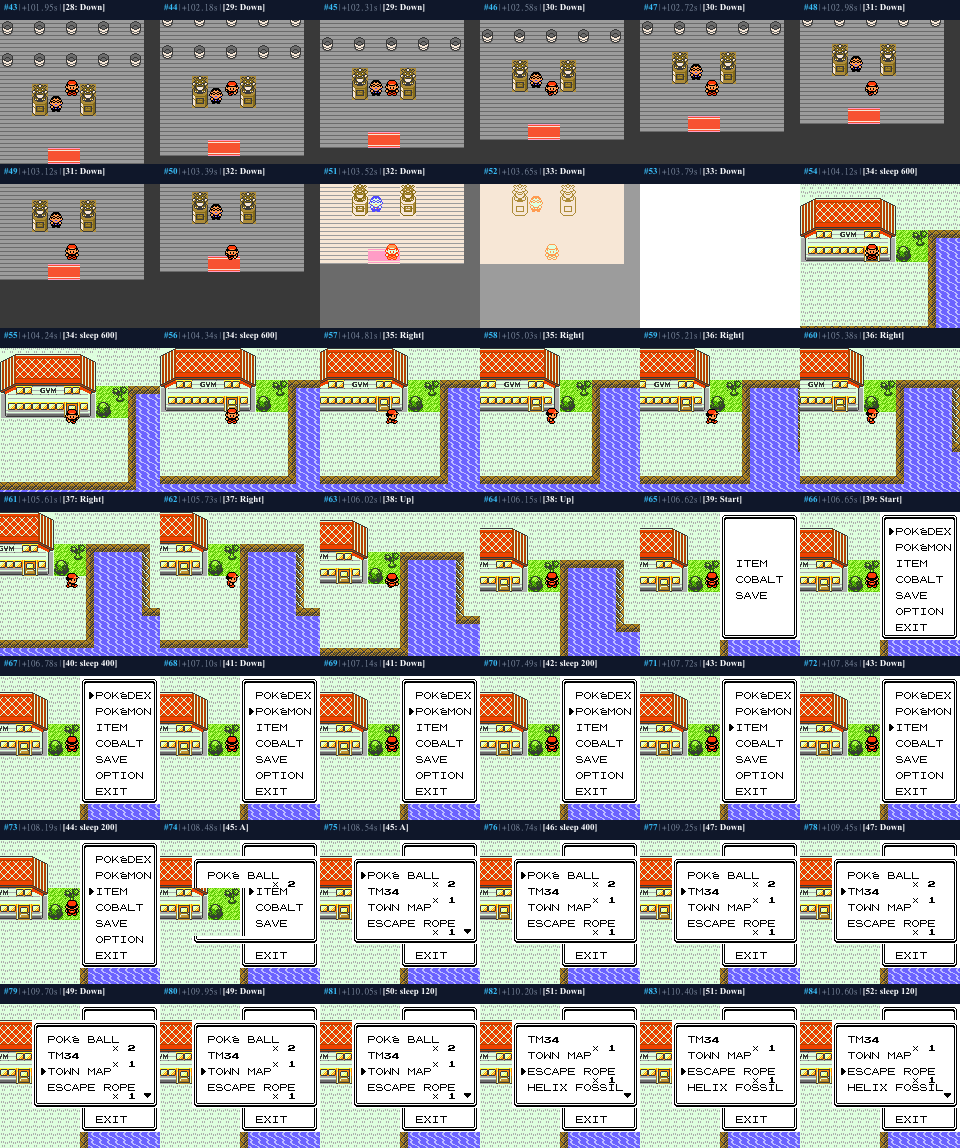 #43 | +101.95s | [28: Down]
#44 | +102.18s | [29: Down]
#45 | +102.31s | [29: Down]
#46 | +102.58s | [30: Down]
#47 | +102.72s | [30: Down]
#48 | +102.98s | [31: Down]
#49 | +103.12s | [31: Down]
#50 | +103.39s | [32: Down]
#51 | +103.52s | [32: Down]
#52 | +103.65s | [33: Down]
#53 | +103.79s | [33: Down]
#54 | +104.12s | [34: sleep 600]
GYM
#55 | +104.24s | [34: sleep 600]
#56 | +104.34s | [34: sleep 600]
#57 | +104.81s | [35: Right]
#58 | +105.03s | [35: Right]
#59 | +105.21s | [36: Right]
#60 | +105.38s | [36: Right]
GYM
GYM
GYM
GYM
GYM
GYM
#61 | +105.61s | [37: Right]
#62 | +105.73s | [37: Right]
#63 | +106.02s | [38: Up]
#64 | +106.15s | [38: Up]
#65 | +106.62s | [39: Start]
#66 | +106.65s | [39: Start]
ITEM
COBALT
SAVE
▶POKéDEX
POKéMON
ITEM
COBALT
SAVE
OPTION
EXIT
#67 | +106.78s | [40: sleep 400]
#68 | +107.10s | [41: Down]
#69 | +107.14s | [41: Down]
#70 | +107.49s | [42: sleep 200]
#71 | +107.72s | [43: Down]
#72 | +107.84s | [43: Down]
▶POKéDEX
POKéMON
ITEM
COBALT
SAVE
OPTION
EXIT
POKéDEX
▶POKéMON
ITEM
COBALT
SAVE
OPTION
EXIT
POKéDEX
▶POKéMON
ITEM
COBALT
SAVE
OPTION
EXIT
POKéDEX
▶POKéMON
ITEM
COBALT
SAVE
OPTION
EXIT
POKéDEX
POKéMON
▶ITEM
COBALT
SAVE
OPTION
EXIT
POKéDEX
POKéMON
▶ITEM
COBALT
SAVE
OPTION
EXIT
#73 | +108.19s | [44: sleep 200]
#74 | +108.48s | [45: A]
#75 | +108.54s | [45: A]
#76 | +108.74s | [46: sleep 400]
#77 | +109.25s | [47: Down]
#78 | +109.45s | [47: Down]
POKéDEX
POKéMON
▶ITEM
COBALT
SAVE
OPTION
EXIT
POKé BALL
× 2
▶ITEM
COBALT
SAVE
EXIT
▶POKé BALL
× 2
TM34
× 1
TOWN MAP
ESCAPE ROPE
× 1
EXIT
▶POKé BALL
× 2
TM34
× 1
TOWN MAP
ESCAPE ROPE
× 1
EXIT
POKé BALL
× 2
▶TM34
× 1
TOWN MAP
ESCAPE ROPE
× 1
EXIT
POKé BALL
× 2
▶TM34
× 1
TOWN MAP
ESCAPE ROPE
× 1
EXIT
#79 | +109.70s | [49: Down]
#80 | +109.95s | [49: Down]
#81 | +110.05s | [50: sleep 120]
#82 | +110.20s | [51: Down]
#83 | +110.40s | [51: Down]
#84 | +110.60s | [52: sleep 120]
POKé BALL
× 2
TM34
× 1
▶TOWN MAP
ESCAPE ROPE
× 1
EXIT
POKé BALL
× 2
TM34
× 1
▶TOWN MAP
ESCAPE ROPE
× 1
EXIT
POKé BALL
× 2
TM34
× 1
▶TOWN MAP
ESCAPE ROPE
× 1
EXIT
TM34
× 1
TOWN MAP
▶ESCAPE ROPE
× 1
HELIX FOSSIL
EXIT
TM34
× 1
TOWN MAP
▶ESCAPE ROPE
× 1
HELIX FOSSIL
EXIT
TM34
× 1
TOWN MAP
▶ESCAPE ROPE
× 1
HELIX FOSSIL
EXIT